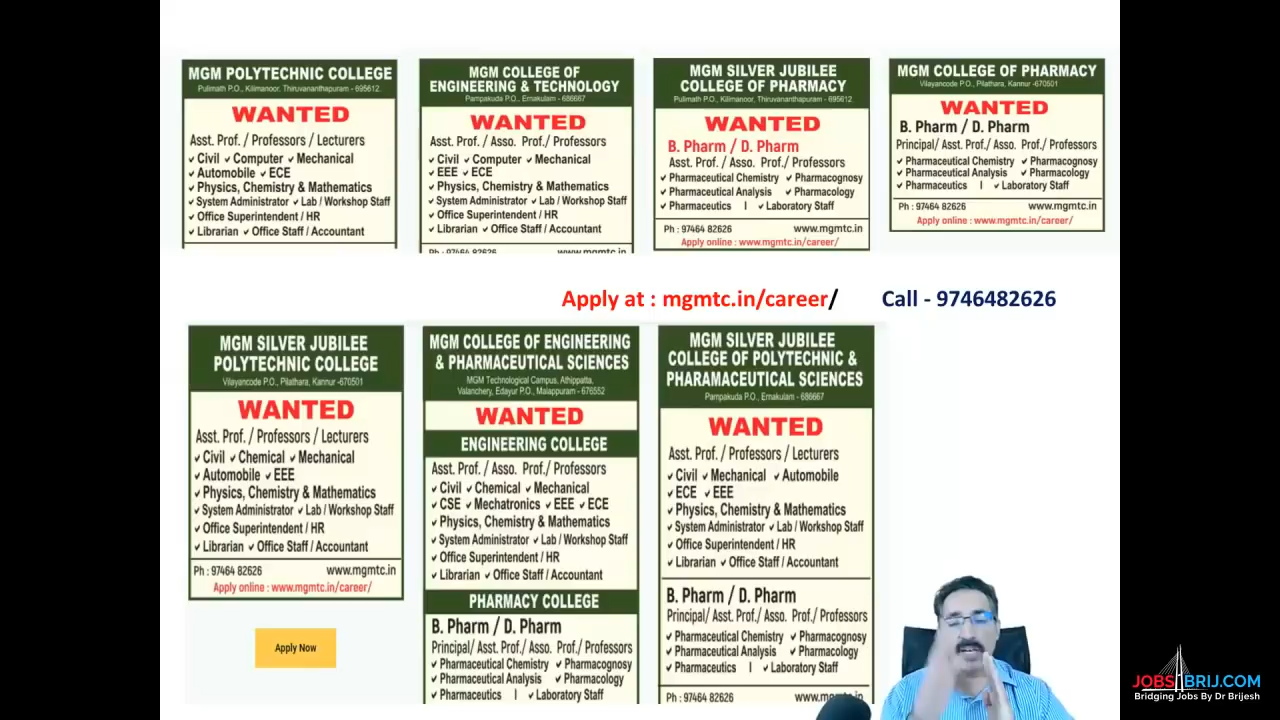 MGM POLYTECHNIC COLLEGE
Pulimath P.O., Kilimanoor, Thiruvananthapuram - 695612.
WANTED
Asst. Prof. / Professors / Lecturers
✓ Civil ✓ Computer ✓ Mechanical
✓ Automobile ✓ ECE
✓ Physics, Chemistry & Mathematics
✓ System Administrator ✓ Lab / Workshop Staff
✓ Office Superintendent / HR
✓ Librarian ✓ Office Staff / Accountant
MGM COLLEGE OF
ENGINEERING & TECHNOLOGY
Pampakuda P.O., Ernakulam - 686667
WANTED
Asst. Prof. / Asso. Prof./ Professors
✓ Civil ✓ Computer ✓ Mechanical
✓ EEE ✓ ECE
✓ Physics, Chemistry & Mathematics
✓ System Administrator ✓ Lab / Workshop Staff
✓ Office Superintendent / HR
✓ Librarian ✓ Office Staff / Accountant
Ph : 97464 82626 www.mgmtc.in
MGM SILVER JUBILEE
COLLEGE OF PHARMACY
Pulimath P.O., Kilimanoor, Thiruvananthapuram - 695612
WANTED
B. Pharm / D. Pharm
Asst. Prof. / Asso. Prof./ Professors
✓ Pharmaceutical Chemistry ✓ Pharmacognosy
✓ Pharmaceutical Analysis ✓ Pharmacology
✓ Pharmaceutics I ✓ Laboratory Staff
Ph : 97464 82626 www.mgmtc.in
Apply online : www.mgmtc.in/career/
MGM COLLEGE OF PHARMACY
Vilayancode P.O., Pilathara, Kannur -670501
WANTED
B. Pharm / D. Pharm
Principal/ Asst. Prof./ Asso. Prof./ Professors
✓ Pharmaceutical Chemistry ✓ Pharmacognosy
✓ Pharmaceutical Analysis ✓ Pharmacology
✓ Pharmaceutics I ✓ Laboratory Staff
Ph : 97464 82626 www.mgmtc.in
Apply online : www.mgmtc.in/career/
Apply at : mgmtc.in/career/ Call - 9746482626
MGM SILVER JUBILEE
POLYTECHNIC COLLEGE
Vilayancode P.O., Pilathara, Kannur -670501
WANTED
Asst. Prof. / Professors / Lecturers
✓ Civil ✓ Chemical ✓ Mechanical
✓ Automobile ✓ EEE
✓ Physics, Chemistry & Mathematics
✓ System Administrator ✓ Lab / Workshop Staff
✓ Office Superintendent / HR
✓ Librarian ✓ Office Staff / Accountant
Ph : 97464 82626 www.mgmtc.in
Apply online : www.mgmtc.in/career/
Apply Now
MGM COLLEGE OF ENGINEERING
& PHARMACEUTICAL SCIENCES
MGM Technological Campus, Athippatta,
Valanchery, Edayur P.O., Malappuram - 676552
WANTED
ENGINEERING COLLEGE
Asst. Prof. / Asso. Prof./ Professors
✓ Civil ✓ Chemical ✓ Mechanical
✓ CSE ✓ Mechatronics ✓ EEE ✓ ECE
✓ Physics, Chemistry & Mathematics
✓ System Administrator ✓ Lab / Workshop Staff
✓ Office Superintendent / HR
✓ Librarian ✓ Office Staff / Accountant
PHARMACY COLLEGE
B. Pharm / D. Pharm
Principal/ Asst. Prof./ Asso. Prof./ Professors
✓ Pharmaceutical Chemistry ✓ Pharmacognosy
✓ Pharmaceutical Analysis ✓ Pharmacology
✓ Pharmaceutics I ✓ Laboratory Staff
MGM SILVER JUBILEE
COLLEGE OF POLYTECHNIC &
PHARAMACEUTICAL SCIENCES
Pampakuda P.O., Ernakulam - 686667
WANTED
Asst. Prof. / Professors / Lecturers
✓ Civil ✓ Mechanical ✓ Automobile
✓ ECE ✓ EEE
✓ Physics, Chemistry & Mathematics
✓ System Administrator ✓ Lab / Workshop Staff
✓ Office Superintendent / HR
✓ Librarian ✓ Office Staff / Accountant
B. Pharm / D. Pharm
Principal/ Asst. Prof./ Asso. Prof./ Professors
✓ Pharmaceutical Chemistry ✓ Pharmacognosy
✓ Pharmaceutical Analysis ✓ Pharmacology
✓ Pharmaceutics I ✓ Laboratory Staff
Ph : 97464 82626
JOBSBRIJ.COM
Bridging Jobs By Dr Brijesh